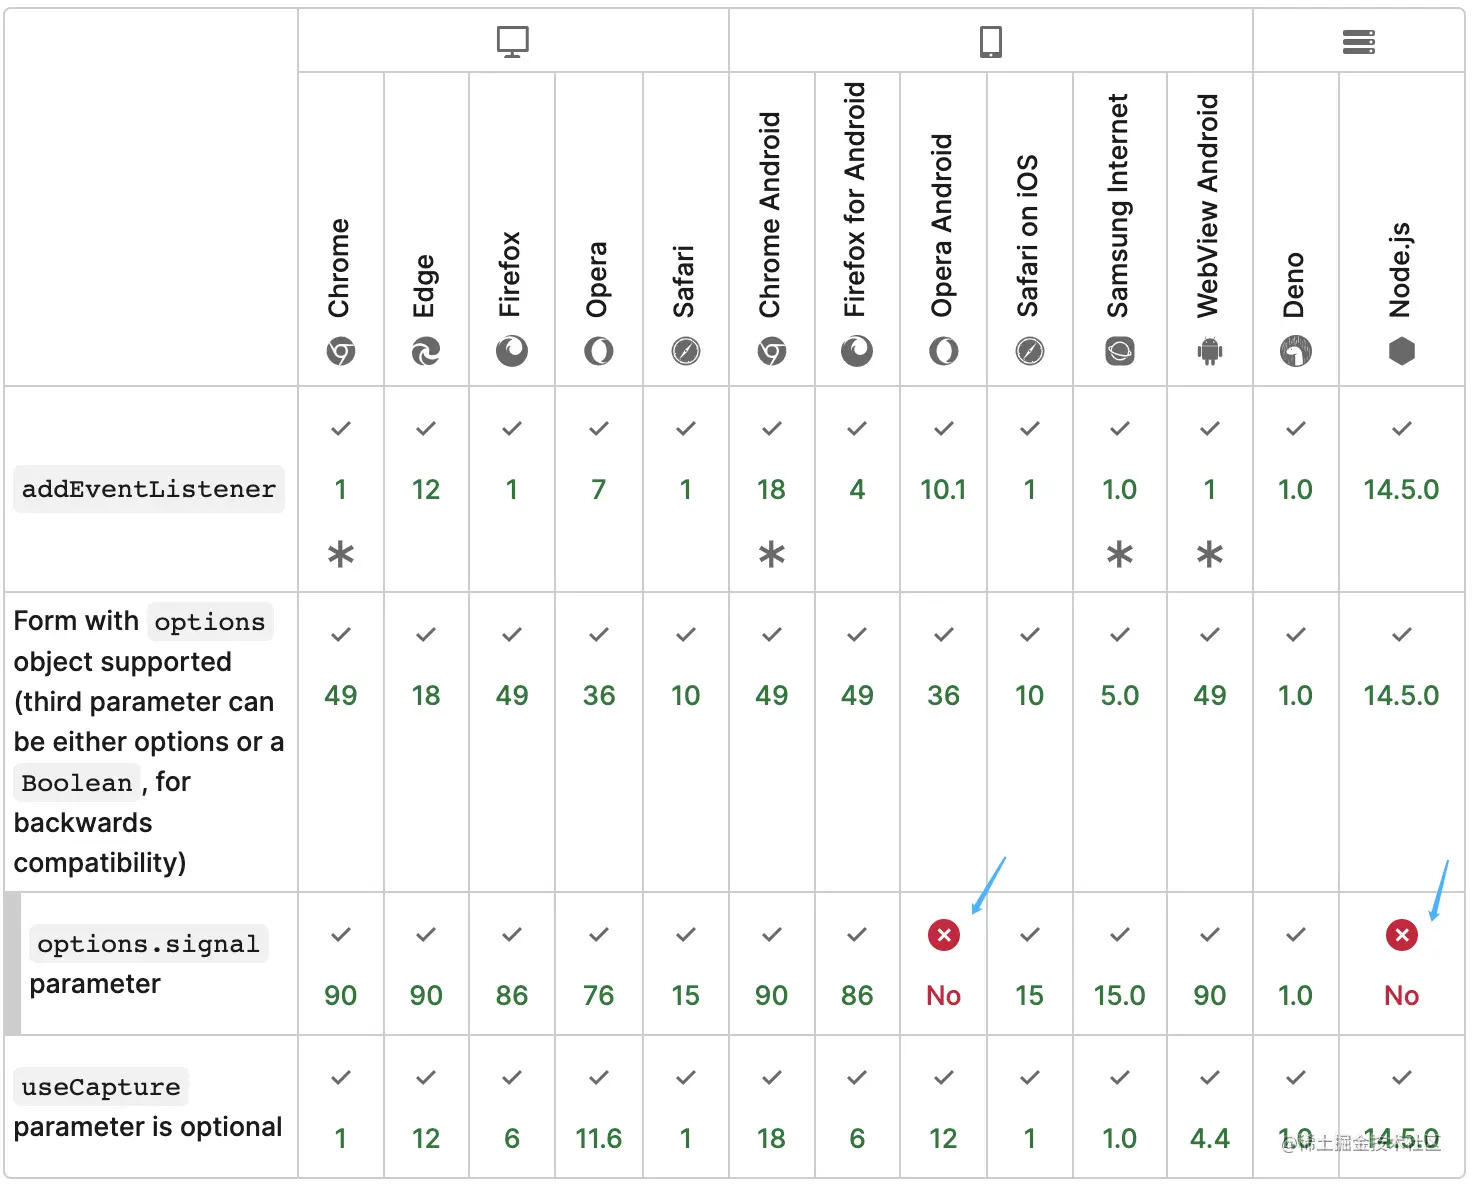 Chrome
Edge
Firefox
Opera
Safari
Chrome Android
Firefox for Android
Opera Android
Safari on iOS
Samsung Internet
WebView Android
Deno
Node.js
addEventListener
1 12 1 7 1 18 4 10.1 1 1.0 1 1.0 14.5.0
* * * *
Form with options
object supported
(third parameter can
be either options or a
Boolean, for
backwards
compatibility)
49 18 49 36 10 49 49 36 10 5.0 49 1.0 14.5.0
options.signal
parameter
90 90 86 76 15 90 86 No 15 15.0 90 1.0 No
useCapture
parameter is optional
1 12 6 11.6 1 18 6 12 1 1.0 4.4 1.0 14.5.0
@稀土掘金技术社区